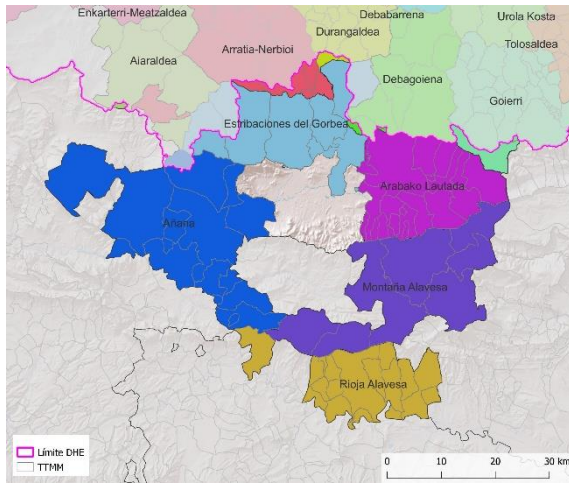 Enkarterri-Meatzaldea
Debabarrena
Urola Kosta
Durangaldea
Arratia-Nerbioi
Tolosaldea
Aiaraldea
Debagoiena
Goierri
Estribaciones del Gorbea
Arabako Lautada
Añana
Montaña Alavesa
Rioja Alavesa
Límite DHE
TTMM
0 10 20 30 km